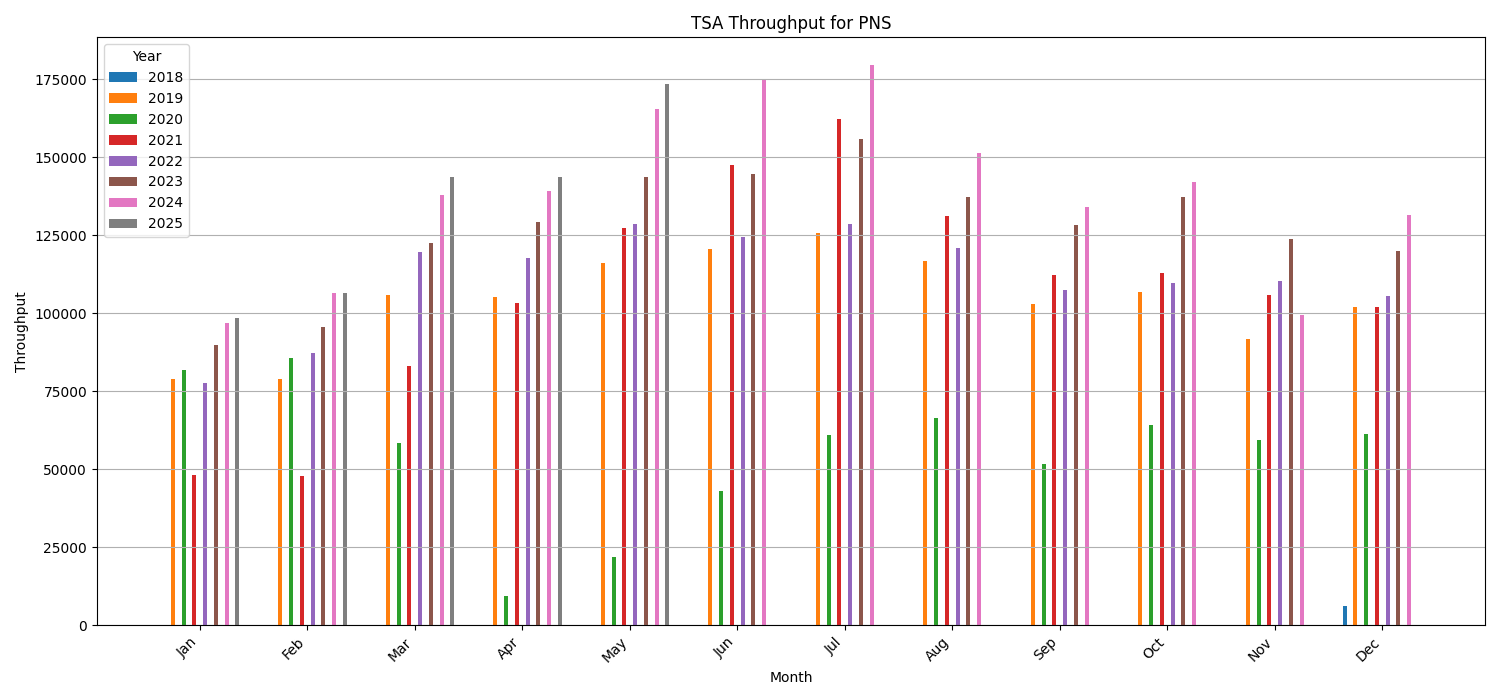 TSA Throughput for PNS
Year
2018
2019
2020
2021
2022
2023
2024
2025
Throughput
175000
150000
125000
100000
75000
50000
25000
0
Jan
Feb
Mar
Apr
May
Jun
Jul
Aug
Sep
Oct
Nov
Dec
Month